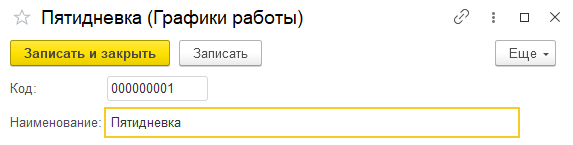 Пятидневка (Графики работы)
Записать и закрыть Записать Еще
Код: 000000001
Наименование: Пятидневка